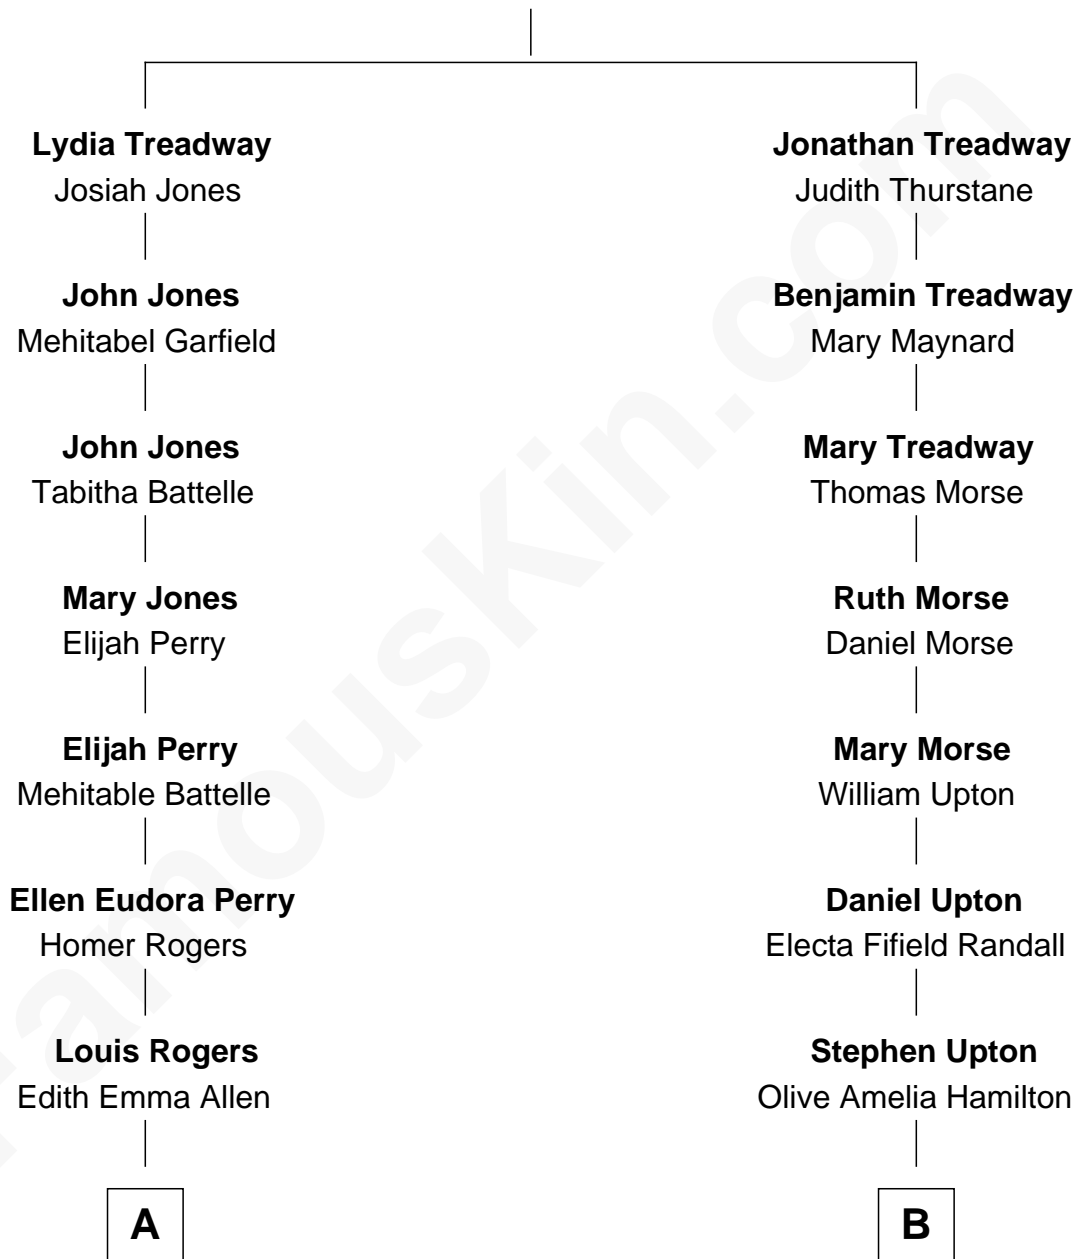 Lydia Treadway
Josiah Jones
John Jones
Mehitabel Garfield
John Jones
Tabitha Battelle
Mary Jones
Elijah Perry
Elijah Perry
Mehitable Battelle
Ellen Eudora Perry
Homer Rogers
Louis Rogers
Edith Emma Allen
A
Jonathan Treadway
Judith Thurstane
Benjamin Treadway
Mary Maynard
Mary Treadway
Thomas Morse
Ruth Morse
Daniel Morse
Mary Morse
William Upton
Daniel Upton
Electa Fifield Randall
Stephen Upton
Olive Amelia Hamilton
B
FamousKin.com